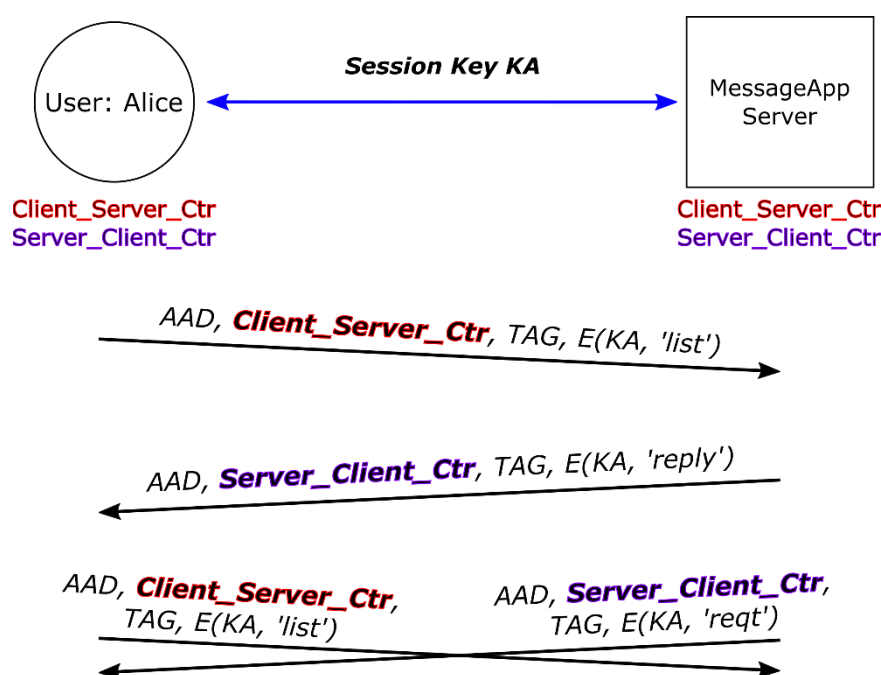 Session Key KA
User: Alice
MessageApp
Server
Client_Server_Ctr
Server_Client_Ctr
Client_Server_Ctr
Server_Client_Ctr
AAD, Client_Server_Ctr, TAG, E(KA, 'list')
AAD, Server_Client_Ctr, TAG, E(KA, 'reply')
AAD, Client_Server_Ctr,
TAG, E(KA, 'list')
AAD, Server_Client_Ctr,
TAG, E(KA, 'reqt')